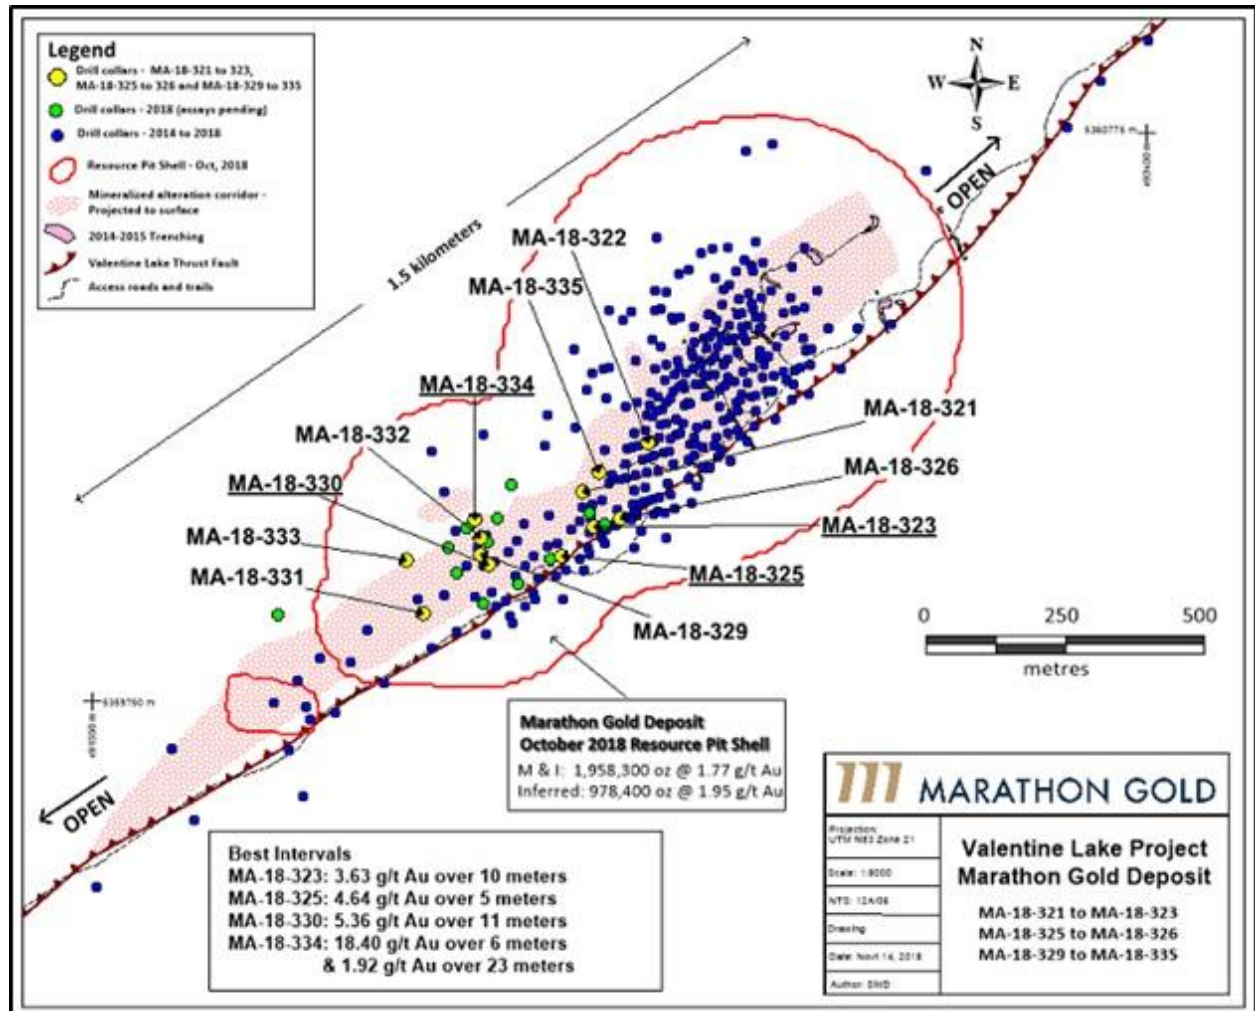 Legend
Drill collars - MA-18-321 to 323,
MA-18-325 to 326 and MA-18-329 to 335
Drill collars - 2018 (assays pending)
Drill collars - 2014 to 2018
Resource Pit Shell - Oct, 2018
Mineralized alteration corridor -
Projected to surface
2014-2015 Trenching
Valentine Lake Thrust Fault
Access roads and trails
N
W E
S
OPEN
1.5 kilometers
MA-18-322
MA-18-335
MA-18-334
MA-18-321
MA-18-332
MA-18-326
MA-18-330
MA-18-323
MA-18-333
MA-18-325
MA-18-331
MA-18-329
0 250 500
metres
OPEN
Marathon Gold Deposit
October 2018 Resource Pit Shell
M & I: 1,958,300 oz @ 1.77 g/t Au
Inferred: 978,400 oz @ 1.95 g/t Au
Best Intervals
MA-18-323: 3.63 g/t Au over 10 meters
MA-18-325: 4.64 g/t Au over 5 meters
MA-18-330: 5.36 g/t Au over 11 meters
MA-18-334: 18.40 g/t Au over 6 meters
& 1.92 g/t Au over 23 meters
MARATHON GOLD
Projection:
UTM N83 Zone 21
Scale: 1:8000
Drawing
Valentine Lake Project
Marathon Gold Deposit
MA-18-321 to MA-18-323
MA-18-325 to MA-18-326
MA-18-329 to MA-18-335